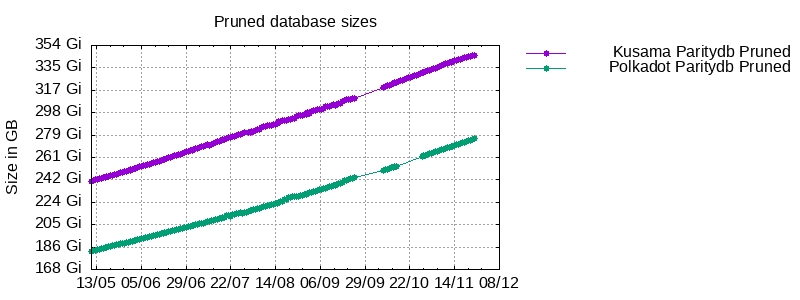 Pruned database sizes
Kusama Paritydb Pruned
Polkadot Paritydb Pruned
Size in GB
354 Gi
335 Gi
317 Gi
298 Gi
279 Gi
261 Gi
242 Gi
224 Gi
205 Gi
186 Gi
168 Gi
13/05 05/06 29/06 22/07 14/08 06/09 29/09 22/10 14/11 08/12